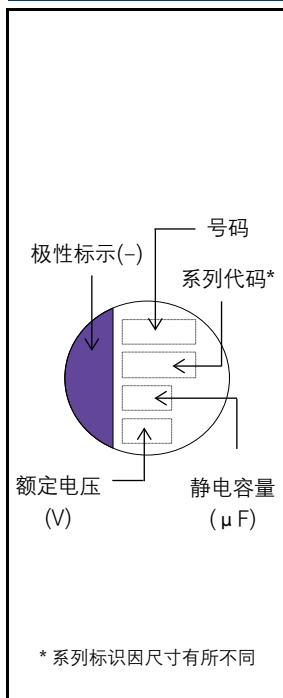 号码
极性标示(−)
系列代码*
额定电压
(V)
静电容量
( μ F)
* 系列标识因尺寸有所不同